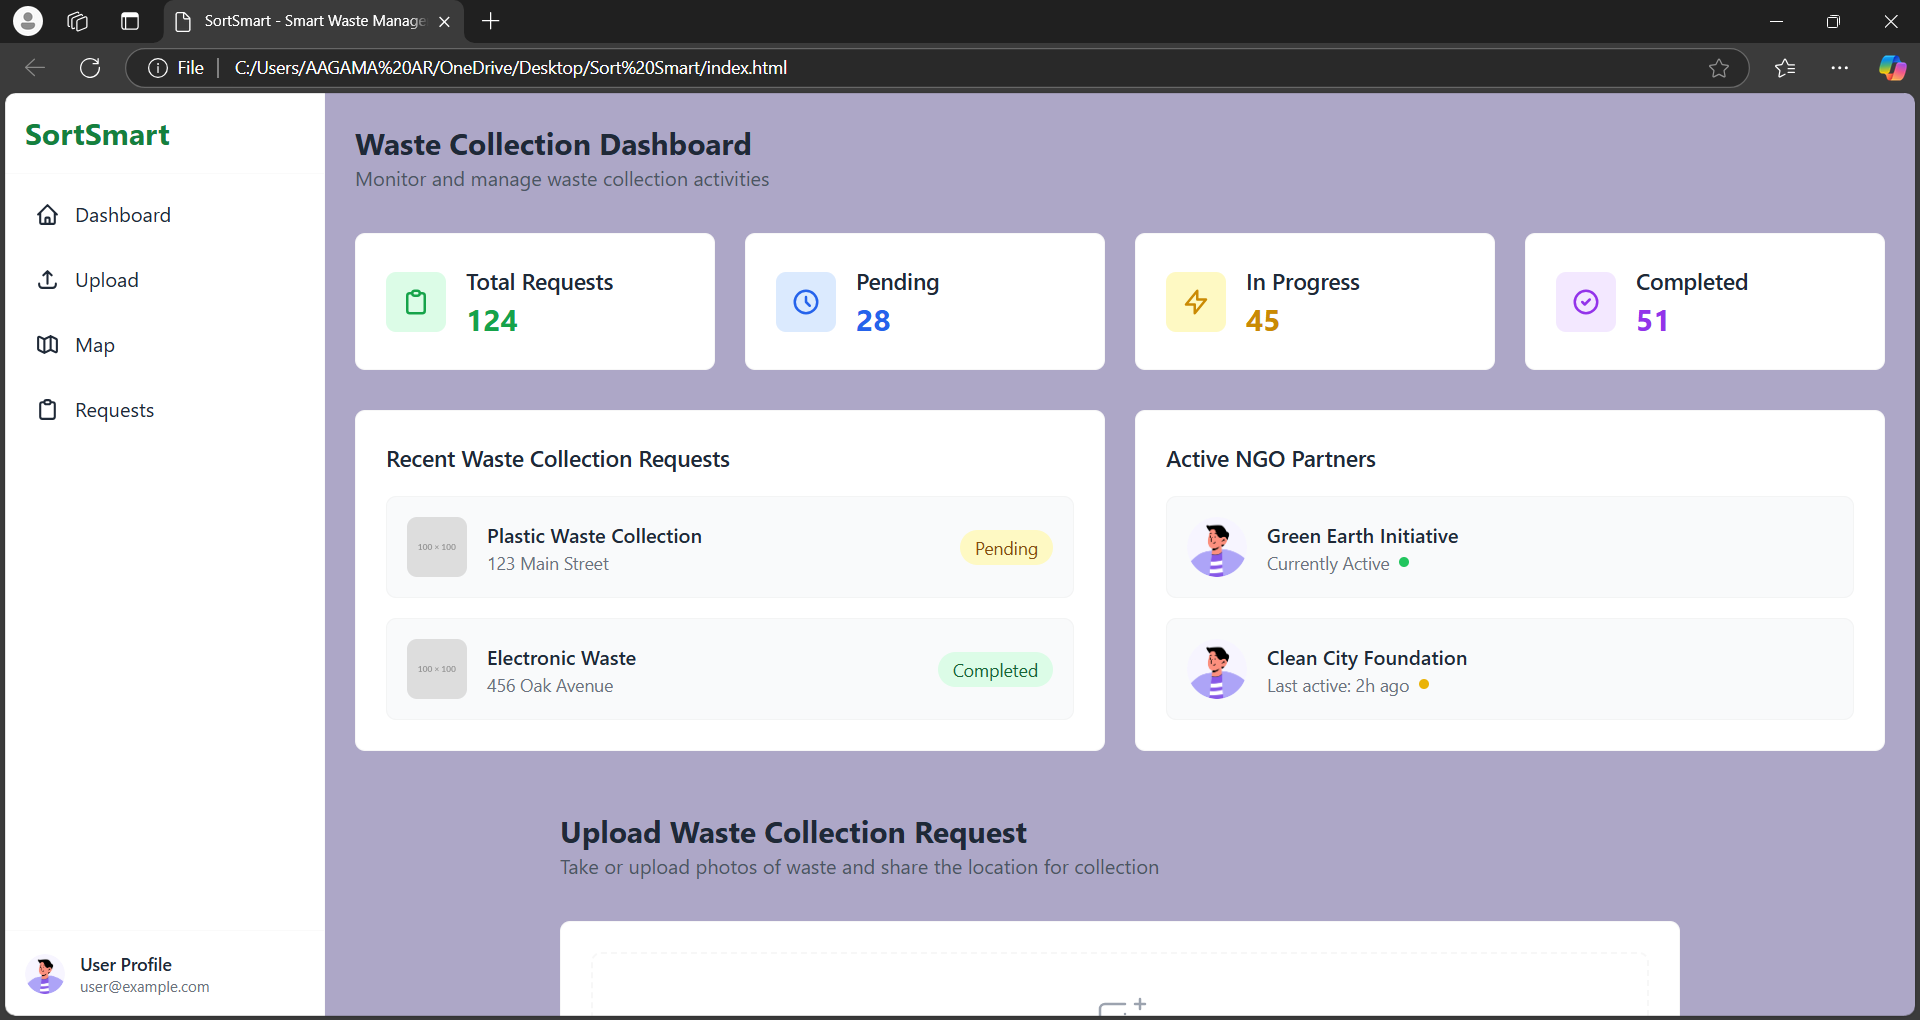 SortSmart - Smart Waste Manage
File
C:/Users/AAGAMA%20AR/OneDrive/Desktop/Sort%20Smart/index.html
SortSmart
Dashboard
Upload
Map
Requests
User Profile
user@example.com
Waste Collection Dashboard
Monitor and manage waste collection activities
Total Requests
124
Pending
28
In Progress
45
Completed
51
Recent Waste Collection Requests
100 × 100
Plastic Waste Collection
123 Main Street
Pending
100 × 100
Electronic Waste
456 Oak Avenue
Completed
Active NGO Partners
Green Earth Initiative
Currently Active
Clean City Foundation
Last active: 2h ago
Upload Waste Collection Request
Take or upload photos of waste and share the location for collection